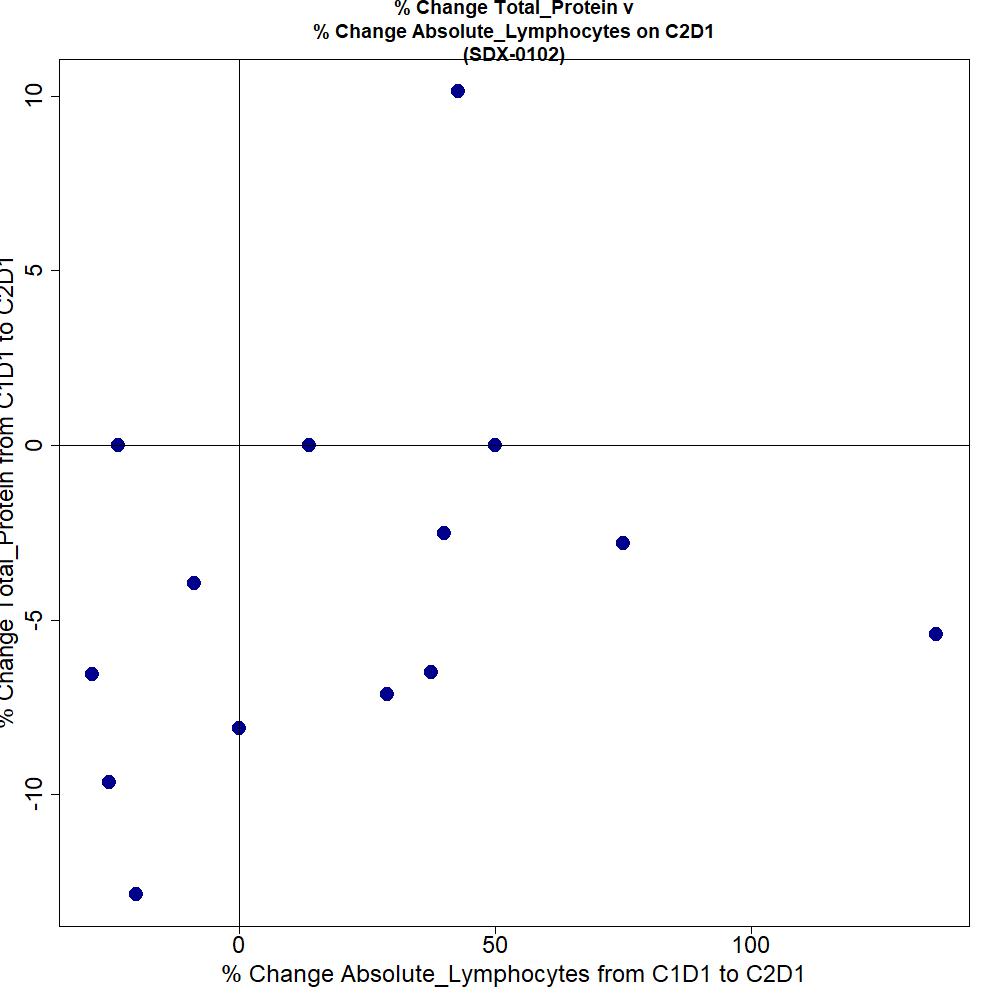 % Change Total_Protein v
% Change Absolute_Lymphocytes on C2D1
(SDX-0102)
10
5
0
-5
-10
% Change Total_Protein from C1D1 to C2D1
0 50 100
% Change Absolute_Lymphocytes from C1D1 to C2D1